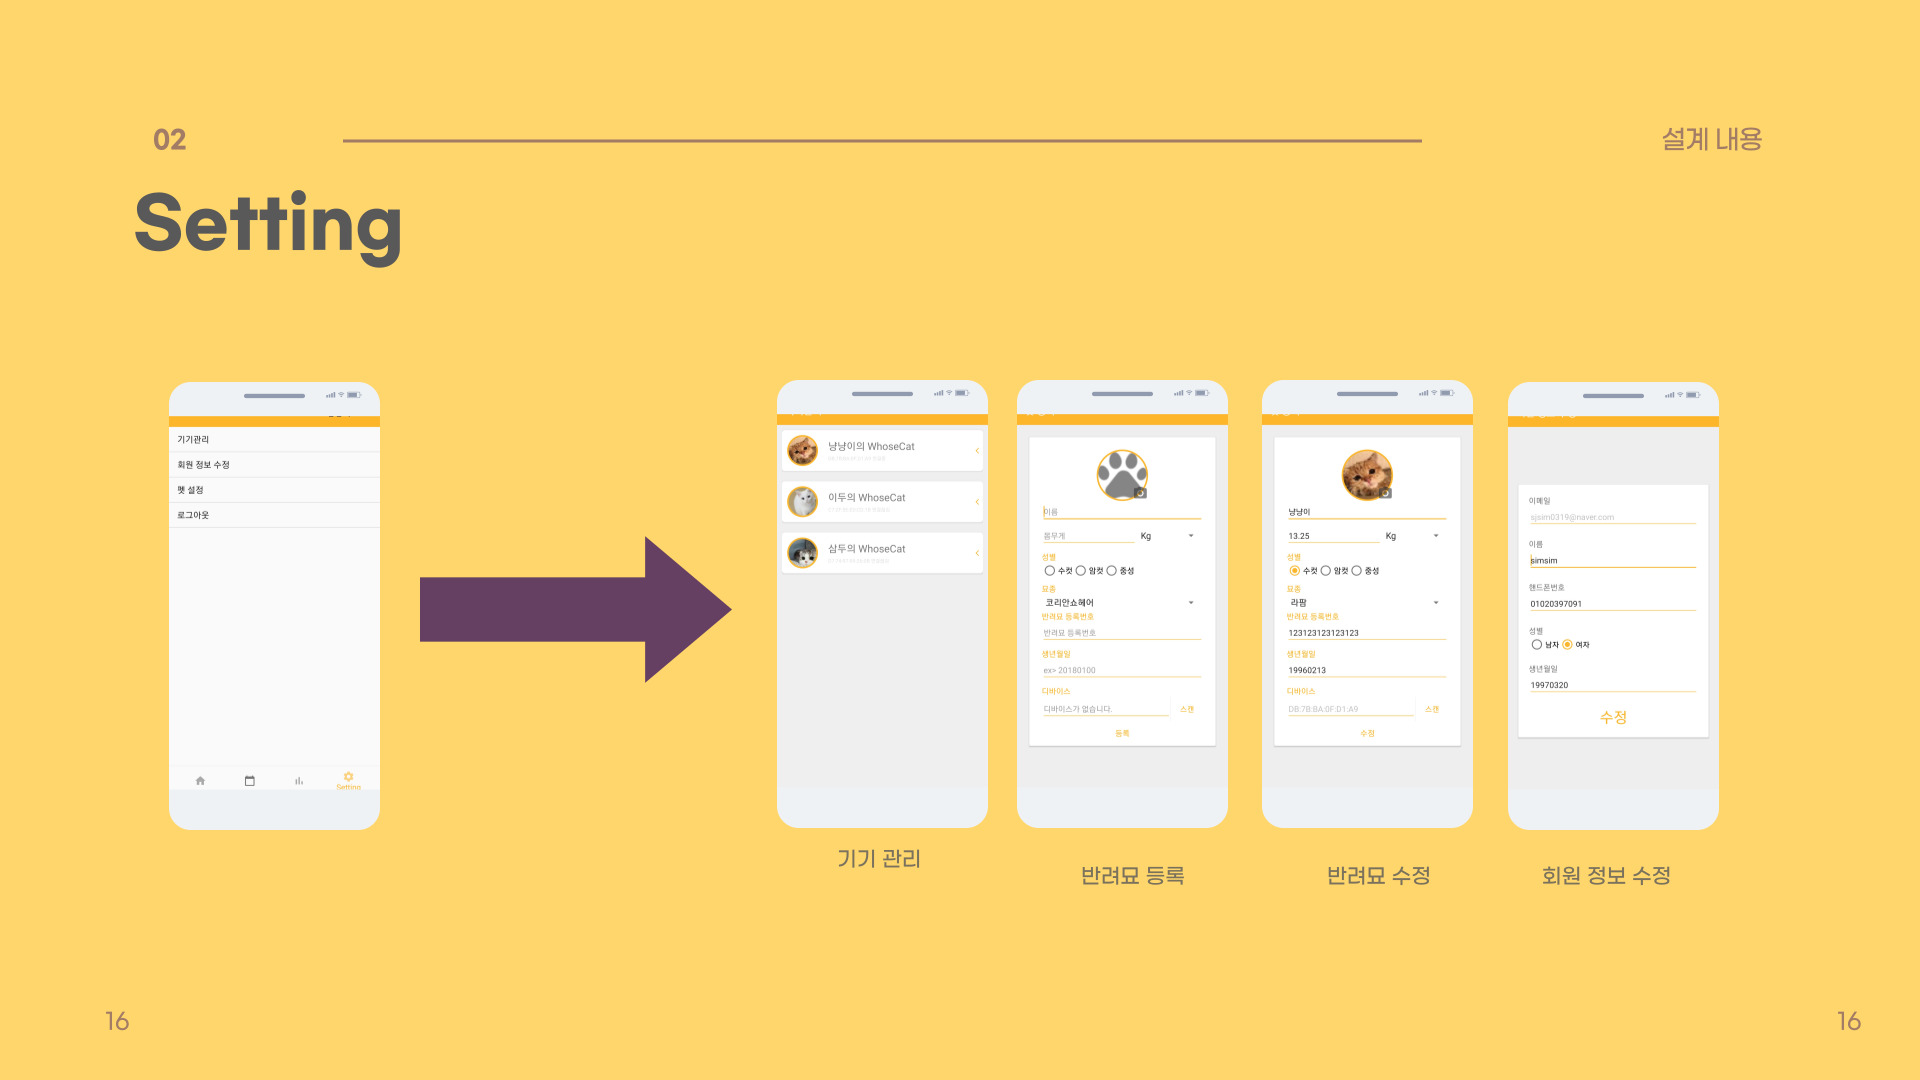 02
설계 내용
Setting
기기관리
회원 정보 수정
펫 설정
로그아웃
Setting
냥냥이의 WhoseCat
이두의 WhoseCat
삼두의 WhoseCat
기기 관리
이름
몸무게
Kg
성별
수컷 암컷 중성
묘종
코리안쇼헤어
반려묘 등록번호
반려묘 등록번호
생년월일
ex> 20180100
디바이스
디바이스가 없습니다.
스캔
등록
반려묘 등록
냥냥이
13.25
Kg
성별
수컷 암컷 중성
묘종
라팜
반려묘 등록번호
123123123123123
생년월일
19960213
디바이스
DB:7B:BA:0F:D1:A9
스캔
수정
반려묘 수정
이메일
sjsim0319@naver.com
이름
simsim
핸드폰번호
01020397091
성별
남자 여자
생년월일
19970320
수정
회원 정보 수정
16
16